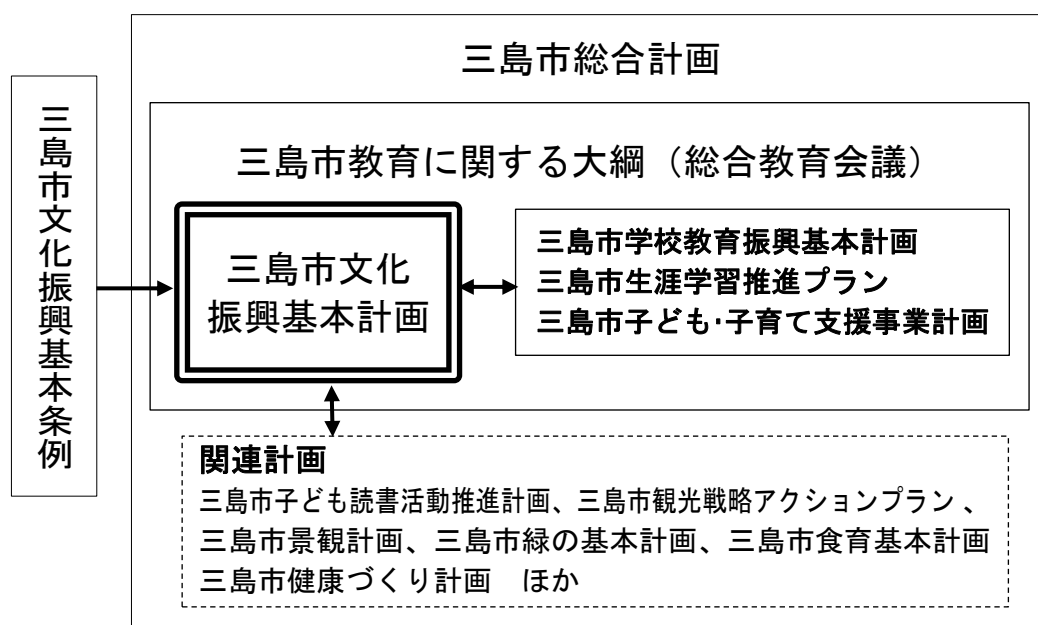 三島市総合計画
三島市文化振興基本条例
三島市教育に関する大綱（総合教育会議）
三島市文化
振興基本計画
三島市学校教育振興基本計画
三島市生涯学習推進プラン
三島市子ども・子育て支援事業計画
関連計画
三島市子ども読書活動推進計画、三島市観光戦略アクションプラン、
三島市景観計画、三島市緑の基本計画、三島市食育基本計画
三島市健康づくり計画　ほか